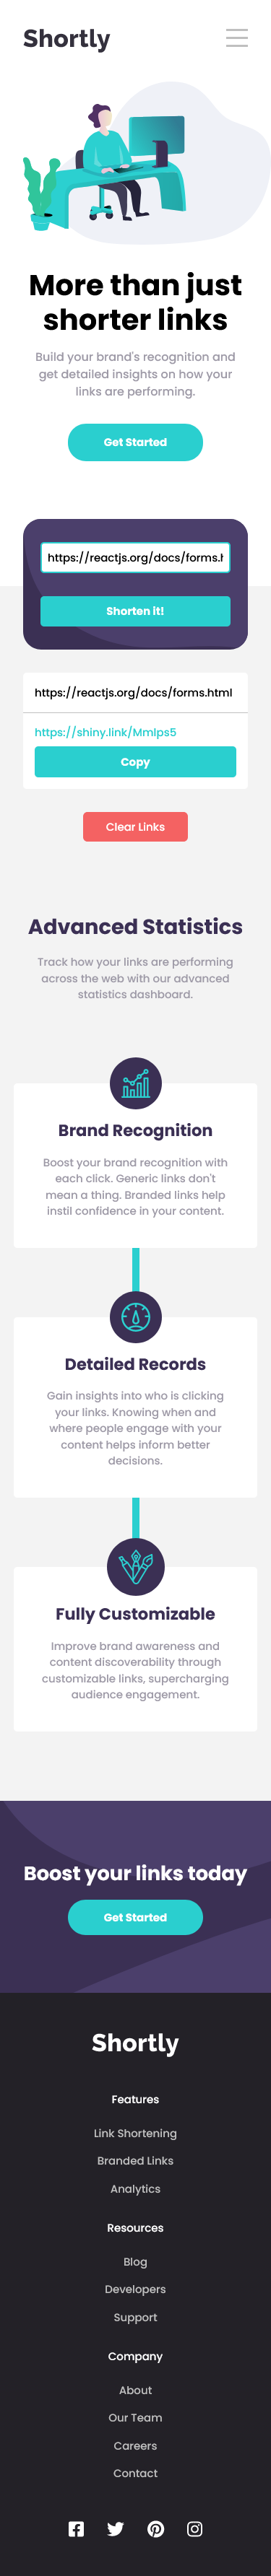 Shortly
More than just
shorter links
Build your brand's recognition and
get detailed insights on how your
links are performing.
Get Started
https://reactjs.org/docs/forms.h
Shorten it!
https://reactjs.org/docs/forms.html
https://shiny.link/Mmlps5
Copy
Clear Links
Advanced Statistics
Track how your links are performing
across the web with our advanced
statistics dashboard.
Brand Recognition
Boost your brand recognition with
each click. Generic links don't
mean a thing. Branded links help
instil confidence in your content.
Detailed Records
Gain insights into who is clicking
your links. Knowing when and
where people engage with your
content helps inform better
decisions.
Fully Customizable
Improve brand awareness and
content discoverability through
customizable links, supercharging
audience engagement.
Boost your links today
Get Started
Shortly
Features
Link Shortening
Branded Links
Analytics
Resources
Blog
Developers
Support
Company
About
Our Team
Careers
Contact